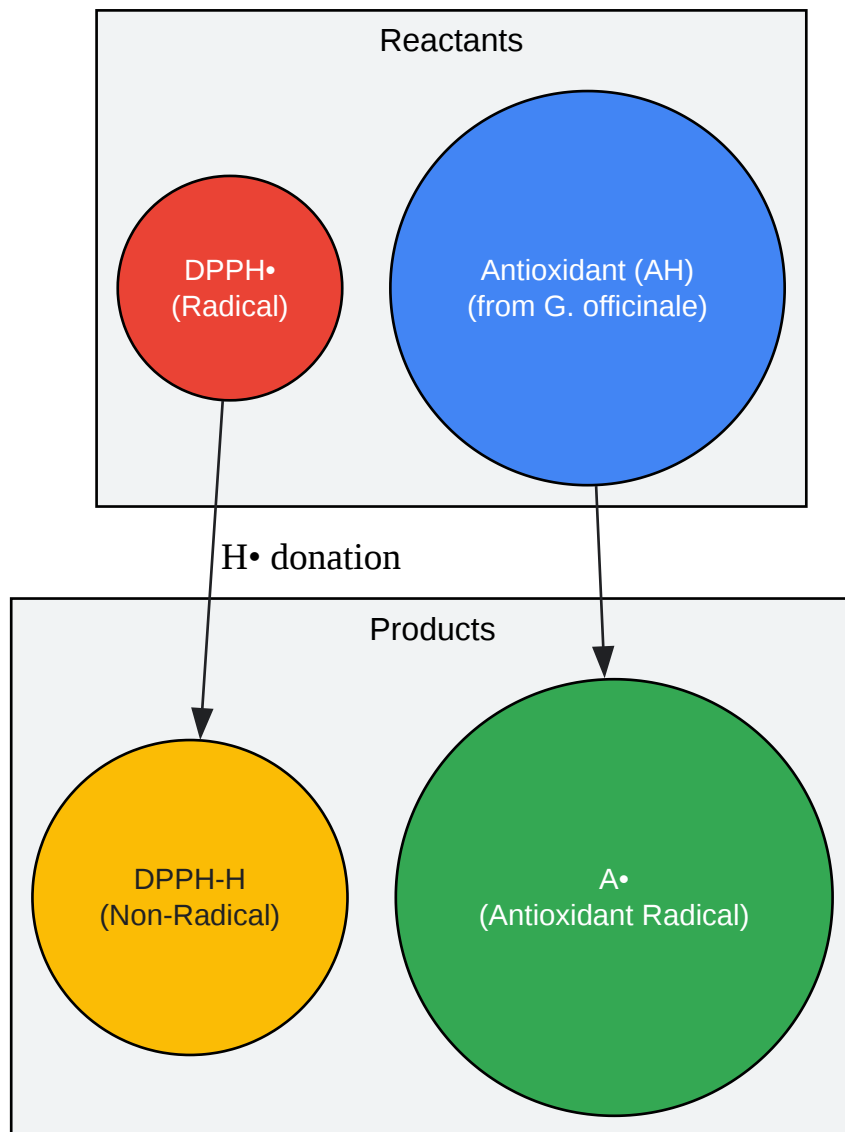 Reactants
DPPH•
(Radical)
Antioxidant (AH)
(from G. officinale)
H• donation
Products
DPPH-H
(Non-Radical)
A•
(Antioxidant Radical)